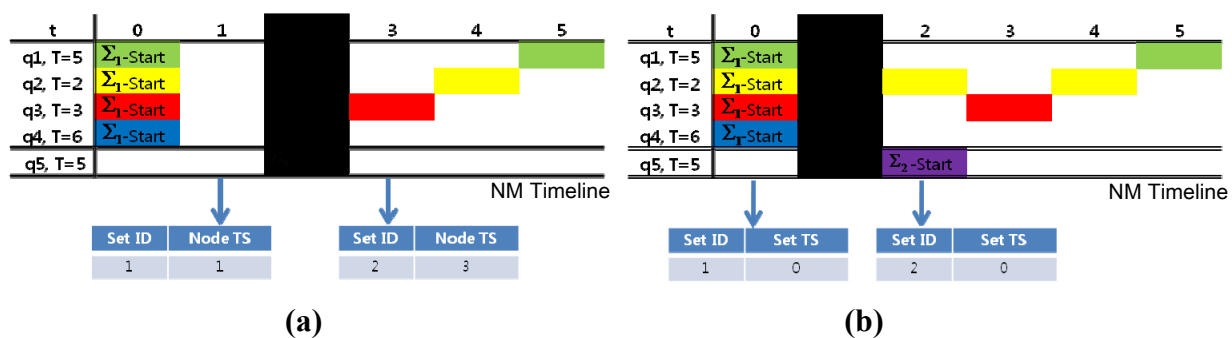 t 0 1 3 4 5
q1, T=5 Σ1-Start
q2, T=2 Σ1-Start
q3, T=3 Σ1-Start
q4, T=6 Σ1-Start
q5, T=5
NM Timeline
Set ID Node TS
1 1
Set ID Node TS
2 3
(a)
t 0 2 3 4 5
q1, T=5 Σ1-Start
q2, T=2 Σ1-Start
q3, T=3 Σ1-Start
q4, T=6 Σ1-Start
q5, T=5 Σ2-Start
NM Timeline
Set ID Set TS
1 0
Set ID Set TS
2 0
(b)